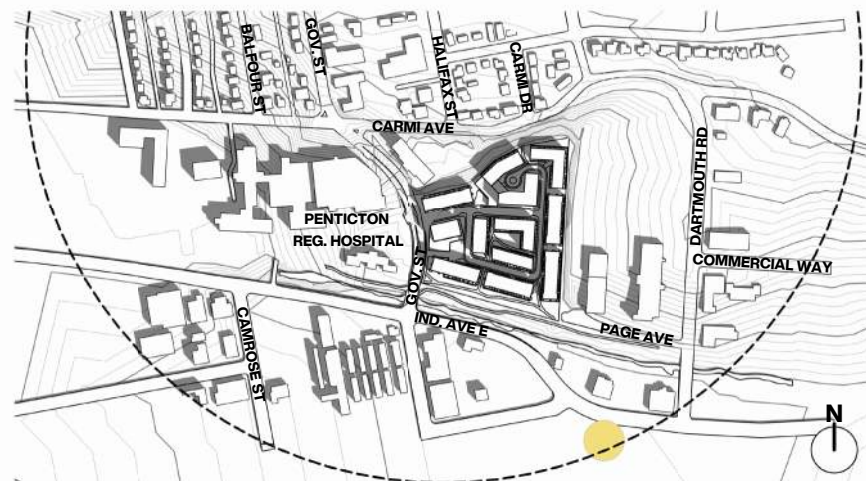 BALFOUR ST
GOV. ST
HALIFAX ST
CARMI DR
CARMI AVE
DARTMOUTH RD
PENTICTON
REG. HOSPITAL
GOV. ST
COMMERCIAL WAY
CAMROSE ST
IND. AVE E
PAGE AVE
N